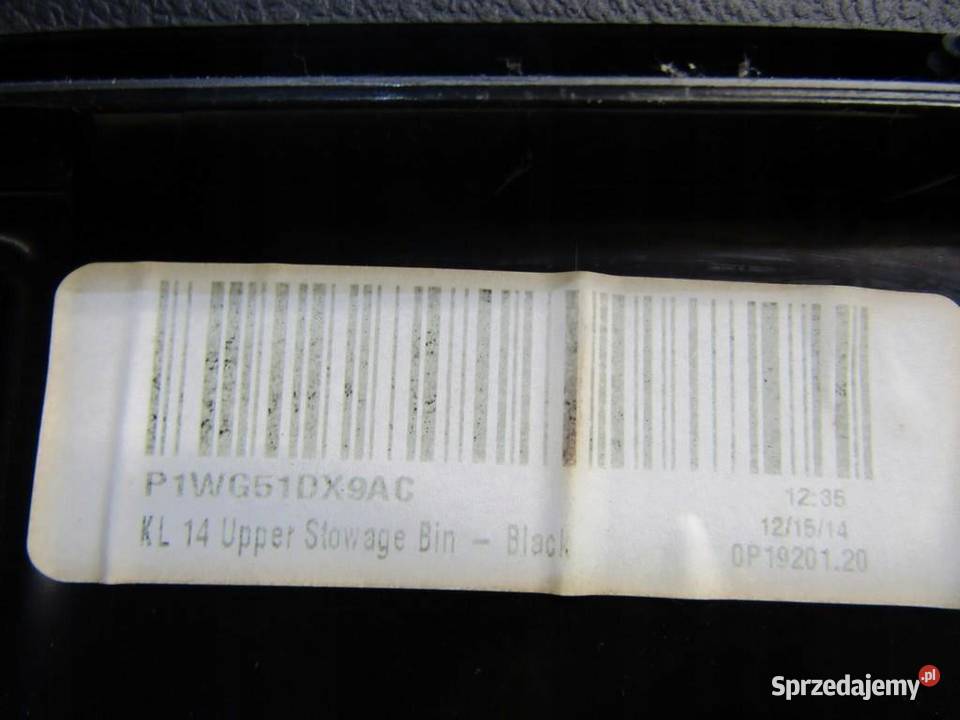 P1WG51DX9AC
12:35
KL 14 Upper Stowage Bin - Black
12/15/14
0P19201.20
Sprzedajemy.pl